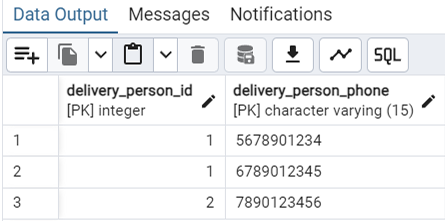 Data Output Messages Notifications
SQL
delivery_person_id delivery_person_phone
[PK] integer [PK] character varying (15)
1 1 5678901234
2 1 6789012345
3 2 7890123456